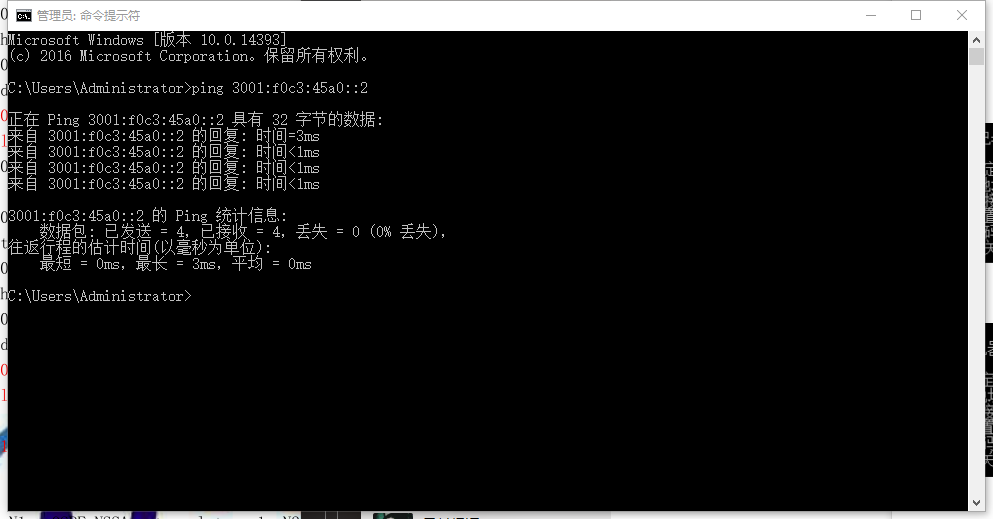 管理员: 命令提示符
Microsoft Windows [版本 10.0.14393]
(c) 2016 Microsoft Corporation。保留所有权利。
C:\Users\Administrator>ping 3001:f0c3:45a0::2
正在 Ping 3001:f0c3:45a0::2 具有 32 字节的数据:
来自 3001:f0c3:45a0::2 的回复: 时间=3ms
来自 3001:f0c3:45a0::2 的回复: 时间<1ms
来自 3001:f0c3:45a0::2 的回复: 时间<1ms
来自 3001:f0c3:45a0::2 的回复: 时间<1ms
3001:f0c3:45a0::2 的 Ping 统计信息:
数据包: 已发送 = 4，已接收 = 4，丢失 = 0 (0% 丢失)，
往返行程的估计时间(以毫秒为单位):
最短 = 0ms，最长 = 3ms，平均 = 0ms
C:\Users\Administrator>